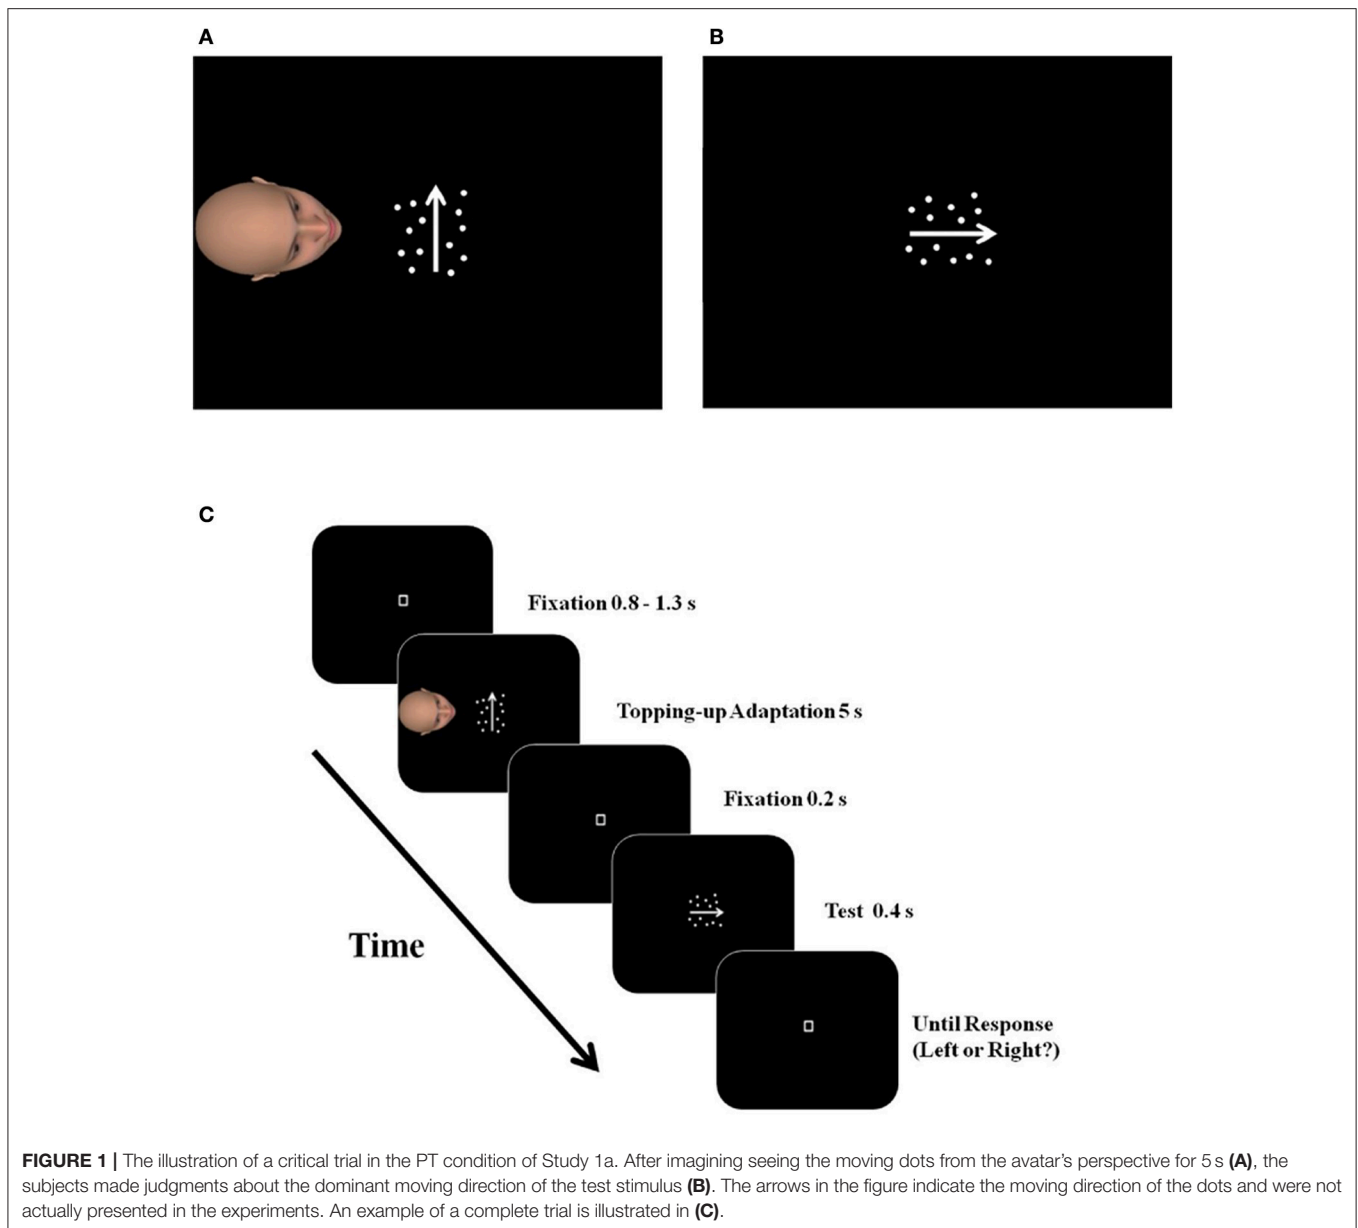 A
B
C
Fixation 0.8 - 1.3 s
Topping-up Adaptation 5 s
Fixation 0.2 s
Test 0.4 s
Time
Until Response
(Left or Right?)
FIGURE 1 | The illustration of a critical trial in the PT condition of Study 1a. After imagining seeing the moving dots from the avatar's perspective for 5 s (A), the
subjects made judgments about the dominant moving direction of the test stimulus (B). The arrows in the figure indicate the moving direction of the dots and were not
actually presented in the experiments. An example of a complete trial is illustrated in (C).